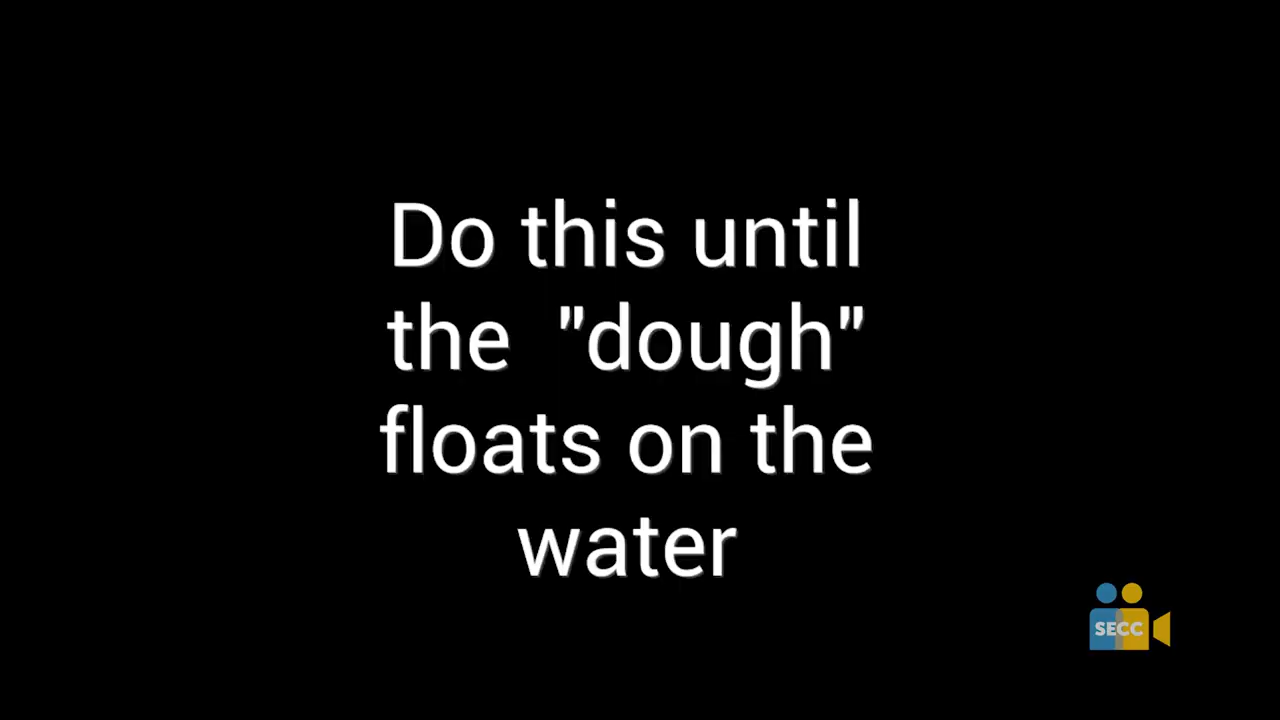 Do this until
the  "dough"
floats on the
water
SECC